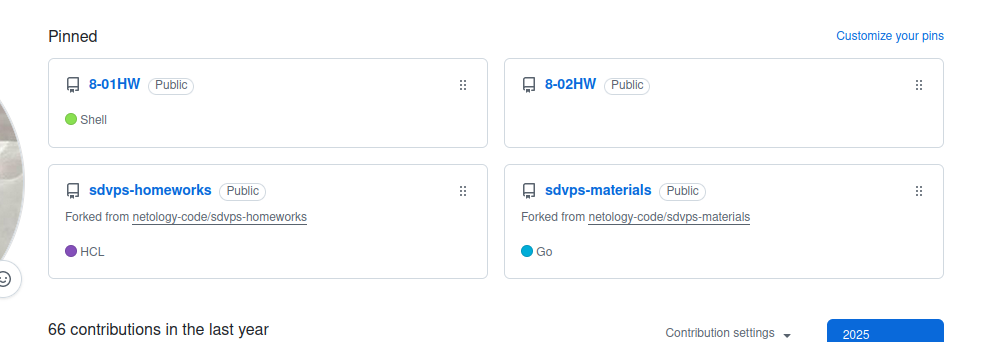 Pinned
Customize your pins
8-01HW Public
Shell
8-02HW Public
sdvps-homeworks Public
Forked from netology-code/sdvps-homeworks
HCL
sdvps-materials Public
Forked from netology-code/sdvps-materials
Go
66 contributions in the last year
Contribution settings
2025